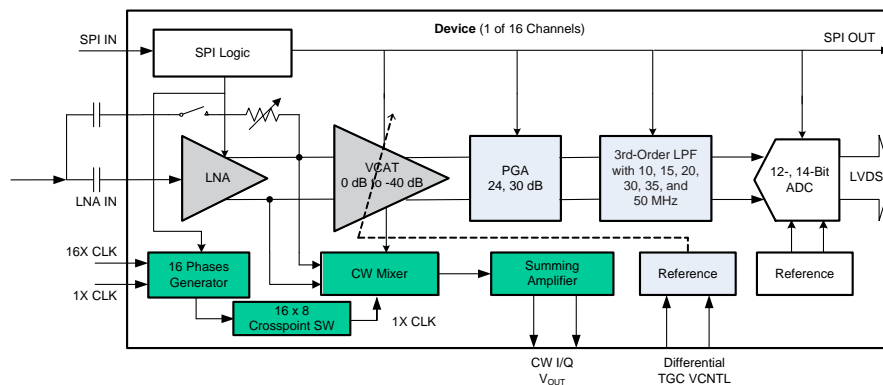 Device (1 of 16 Channels)
SPI IN
SPI Logic
SPI OUT
LNA
LNA IN
VCAT
0 dB to -40 dB
PGA
24, 30 dB
3rd-Order LPF
with 10, 15, 20,
30, 35, and
50 MHz
12-, 14-Bit
ADC
LVDS
16X CLK
1X CLK
16 Phases
Generator
CW Mixer
Summing
Amplifier
Reference
Reference
16 x 8
Crosspoint SW
1X CLK
CW I/Q
VOUT
Differential
TGC VCNTL